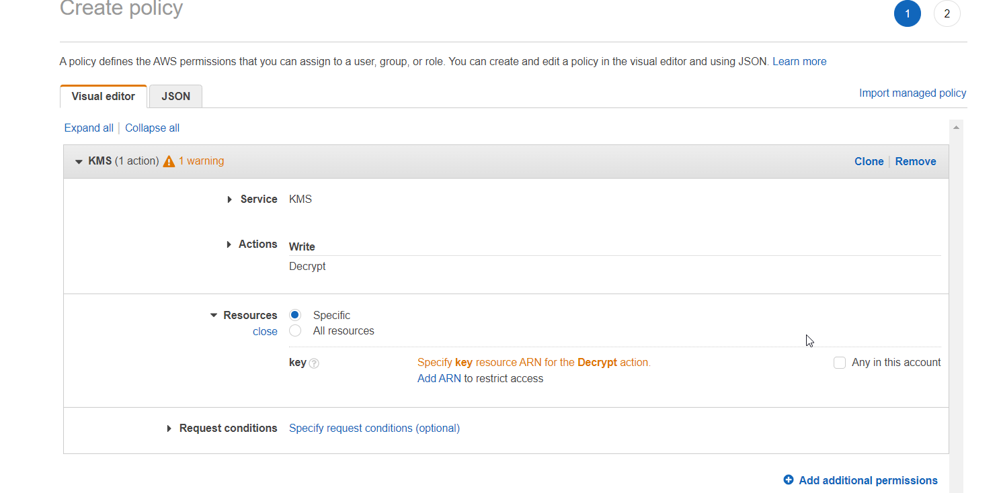 Create policy
1 2
A policy defines the AWS permissions that you can assign to a user, group, or role. You can create and edit a policy in the visual editor and using JSON. Learn more
Visual editor JSON Import managed policy
Expand all Collapse all
KMS (1 action) 1 warning Clone Remove
Service KMS
Actions Write
Decrypt
Resources Specific
close All resources
key ? Specify key resource ARN for the Decrypt action. Any in this account
Add ARN to restrict access
Request conditions Specify request conditions (optional)
Add additional permissions